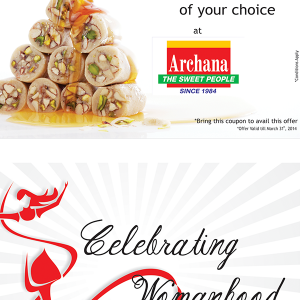 of your choice
at
Archana
THE SWEET PEOPLE
SINCE 1984
*Conditions Apply
*Bring this coupon to avail this offer
*Offer Valid till March 31st, 2014
Celebrating
Womanhood